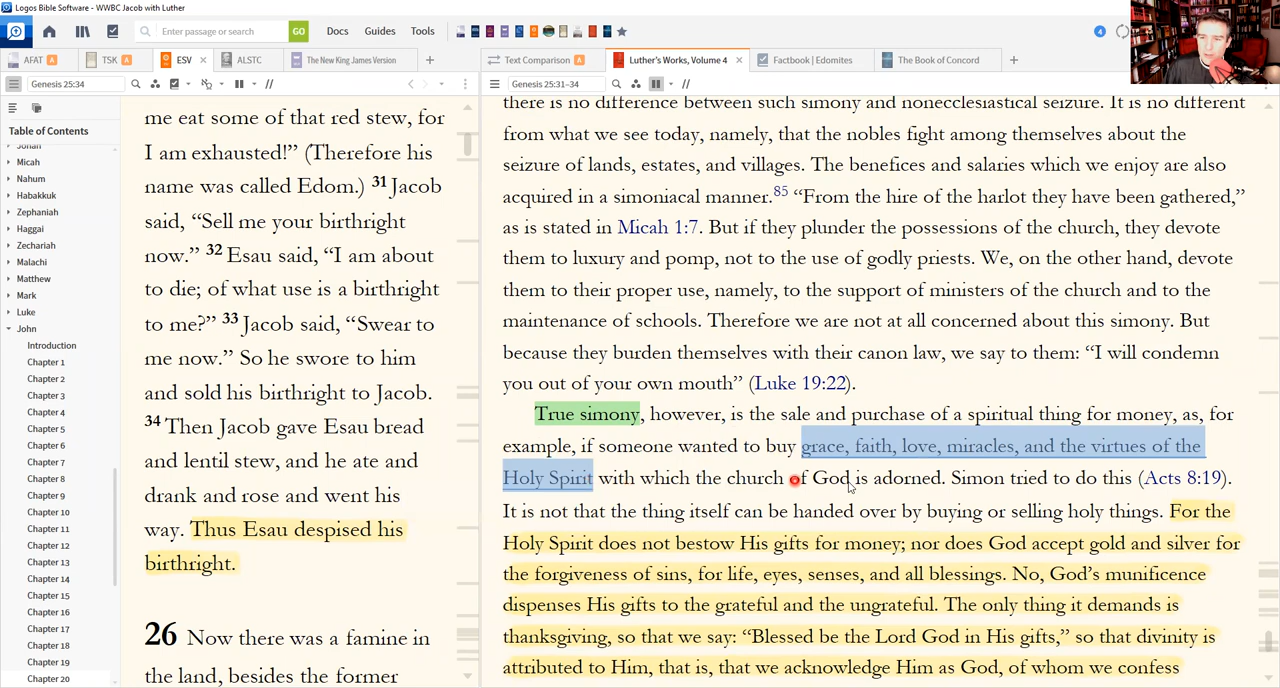 Logos Bible Software - WWBC Jacob with Luther
Enter passage or search
GO
Docs
Guides
Tools
4
AFAT A
TSK A
ESV
ALSTC
The New King James Version
Text Comparison A
Luther's Works, Volume 4
Factbook | Edomites
The Book of Concord
Genesis 25:34
Genesis 25:31–34
Table of Contents
Jonah
Micah
Nahum
Habakkuk
Zephaniah
Haggai
Zechariah
Malachi
Matthew
Mark
Luke
John
Introduction
Chapter 1
Chapter 2
Chapter 3
Chapter 4
Chapter 5
Chapter 6
Chapter 7
Chapter 8
Chapter 9
Chapter 10
Chapter 11
Chapter 12
Chapter 13
Chapter 14
Chapter 15
Chapter 16
Chapter 17
Chapter 18
Chapter 19
Chapter 20
me eat some of that red stew, for
I am exhausted!” (Therefore his
name was called Edom.) 31 Jacob
said, “Sell me your birthright
now.” 32 Esau said, “I am about
to die; of what use is a birthright
to me?” 33 Jacob said, “Swear to
me now.” So he swore to him
and sold his birthright to Jacob.
34 Then Jacob gave Esau bread
and lentil stew, and he ate and
drank and rose and went his
way. Thus Esau despised his
birthright.
26 Now there was a famine in
the land, besides the former
there is no difference between such simony and nonecclesiastical seizure. It is no different
from what we see today, namely, that the nobles fight among themselves about the
seizure of lands, estates, and villages. The benefices and salaries which we enjoy are also
acquired in a simoniacal manner.85 “From the hire of the harlot they have been gathered,”
as is stated in Micah 1:7. But if they plunder the possessions of the church, they devote
them to luxury and pomp, not to the use of godly priests. We, on the other hand, devote
them to their proper use, namely, to the support of ministers of the church and to the
maintenance of schools. Therefore we are not at all concerned about this simony. But
because they burden themselves with their canon law, we say to them: “I will condemn
you out of your own mouth” (Luke 19:22).
True simony, however, is the sale and purchase of a spiritual thing for money, as, for
example, if someone wanted to buy grace, faith, love, miracles, and the virtues of the
Holy Spirit with which the church of God is adorned. Simon tried to do this (Acts 8:19).
It is not that the thing itself can be handed over by buying or selling holy things. For the
Holy Spirit does not bestow His gifts for money; nor does God accept gold and silver for
the forgiveness of sins, for life, eyes, senses, and all blessings. No, God’s munificence
dispenses His gifts to the grateful and the ungrateful. The only thing it demands is
thanksgiving, so that we say: “Blessed be the Lord God in His gifts,” so that divinity is
attributed to Him, that is, that we acknowledge Him as God, of whom we confess